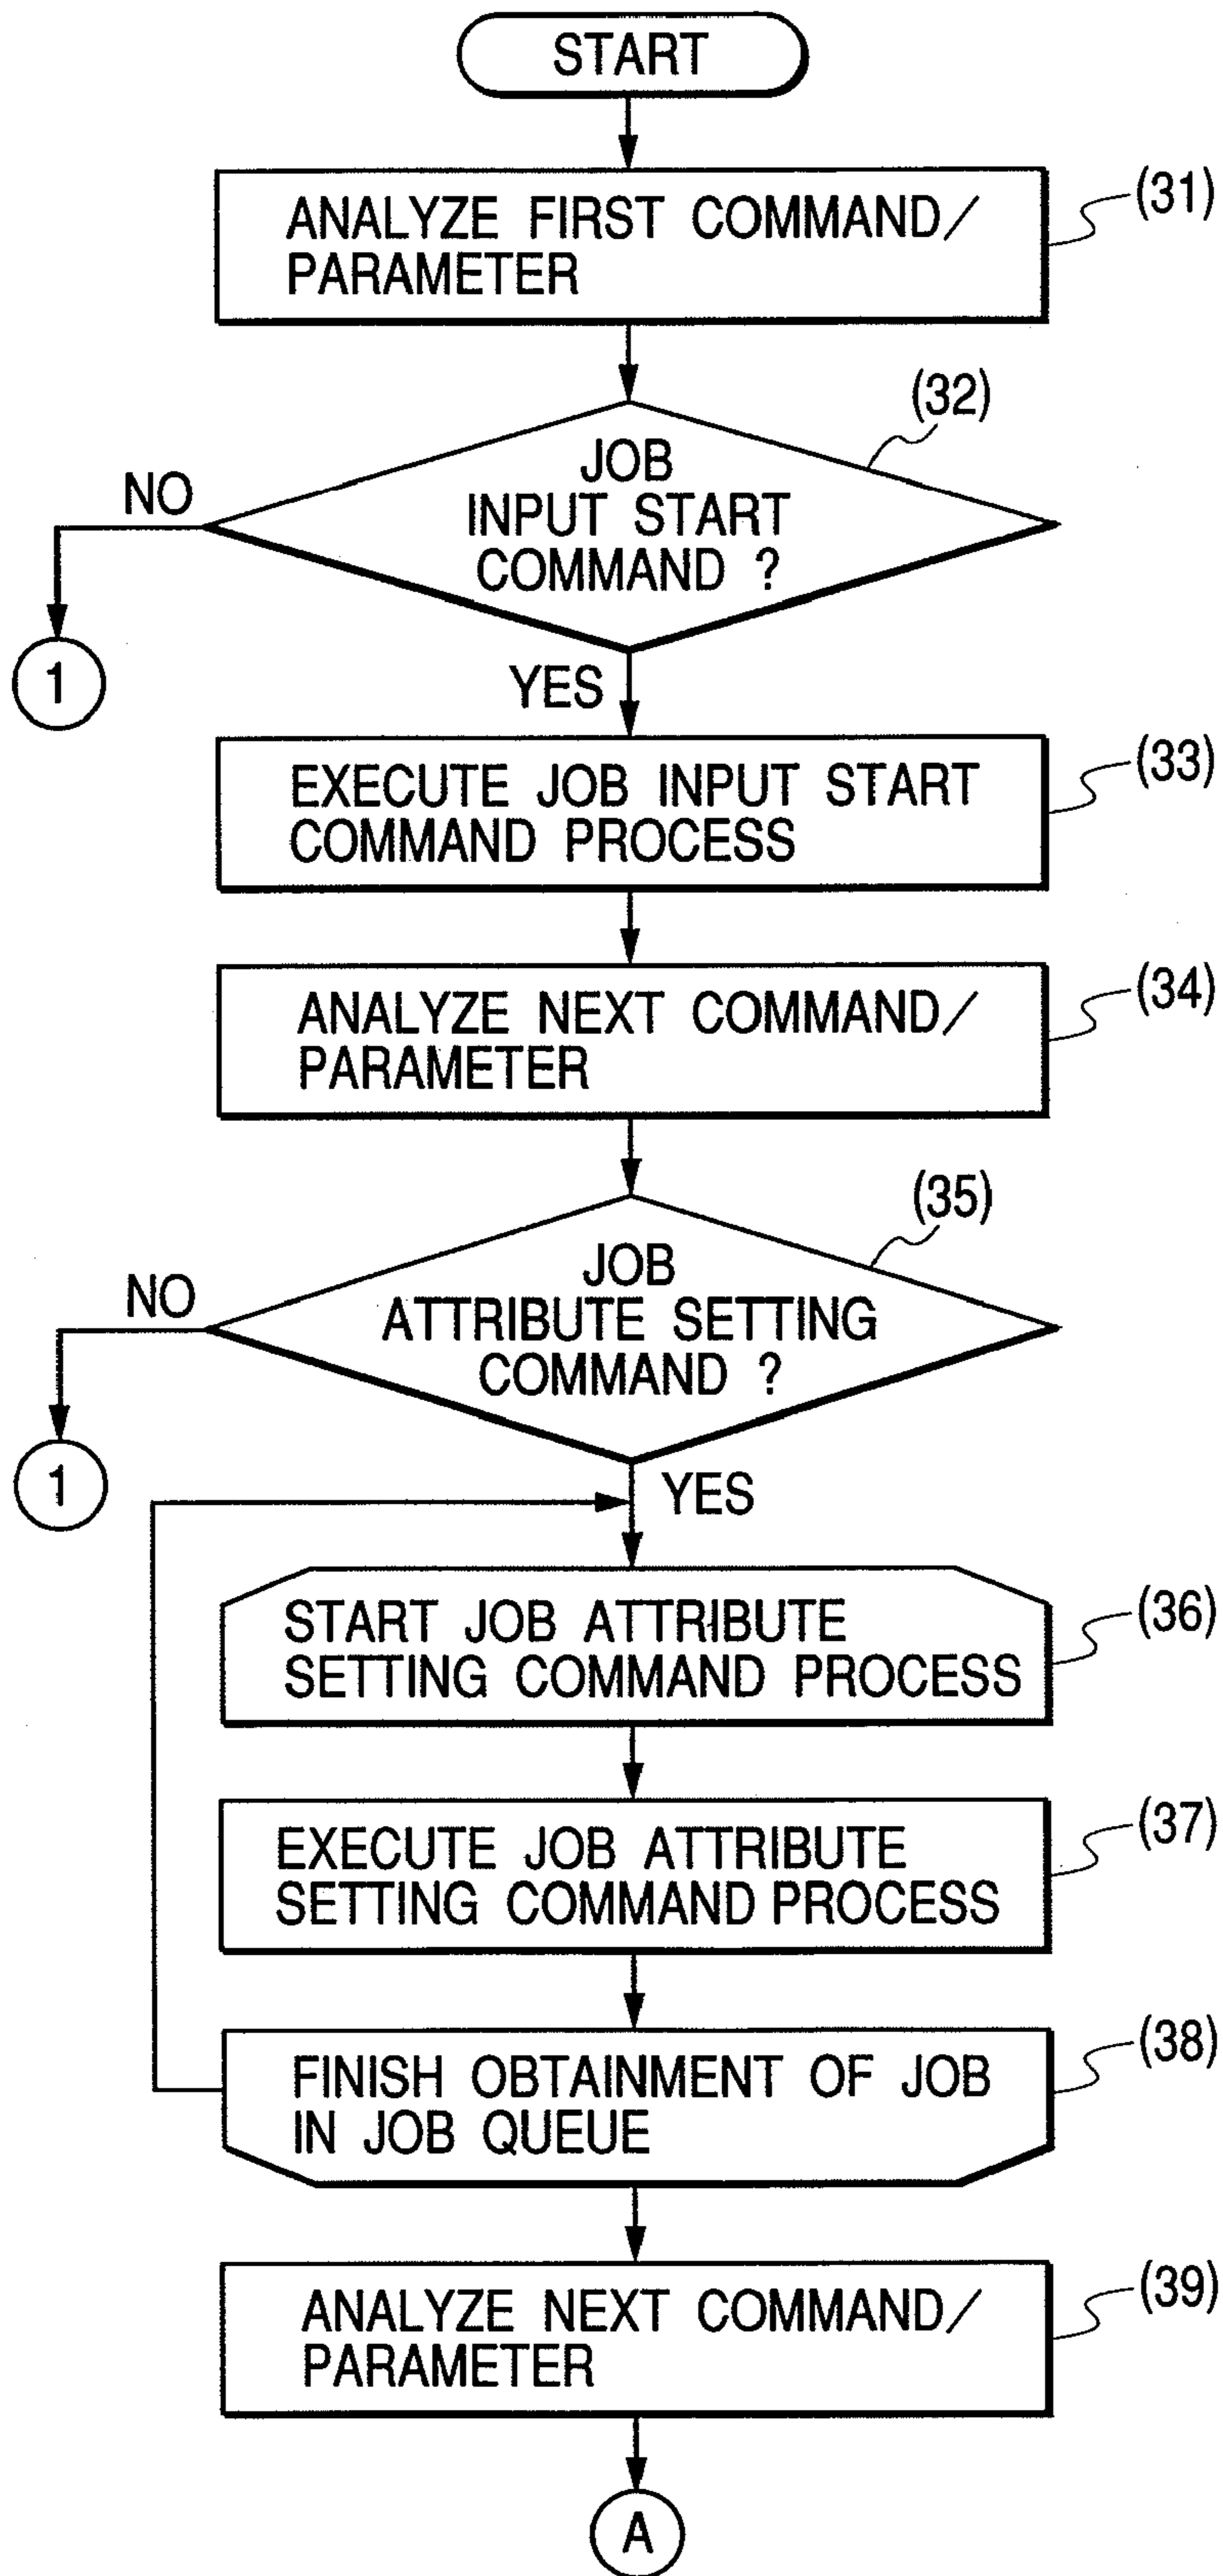 START
ANALYZE FIRST COMMAND/
PARAMETER
(31)
JOB
INPUT START
COMMAND ?
(32)
NO
1
YES
EXECUTE JOB INPUT START
COMMAND PROCESS
(33)
ANALYZE NEXT COMMAND/
PARAMETER
(34)
JOB
ATTRIBUTE SETTING
COMMAND ?
(35)
NO
1
YES
START JOB ATTRIBUTE
SETTING COMMAND PROCESS
(36)
EXECUTE JOB ATTRIBUTE
SETTING COMMAND PROCESS
(37)
FINISH OBTAINMENT OF JOB
IN JOB QUEUE
(38)
ANALYZE NEXT COMMAND/
PARAMETER
(39)
A